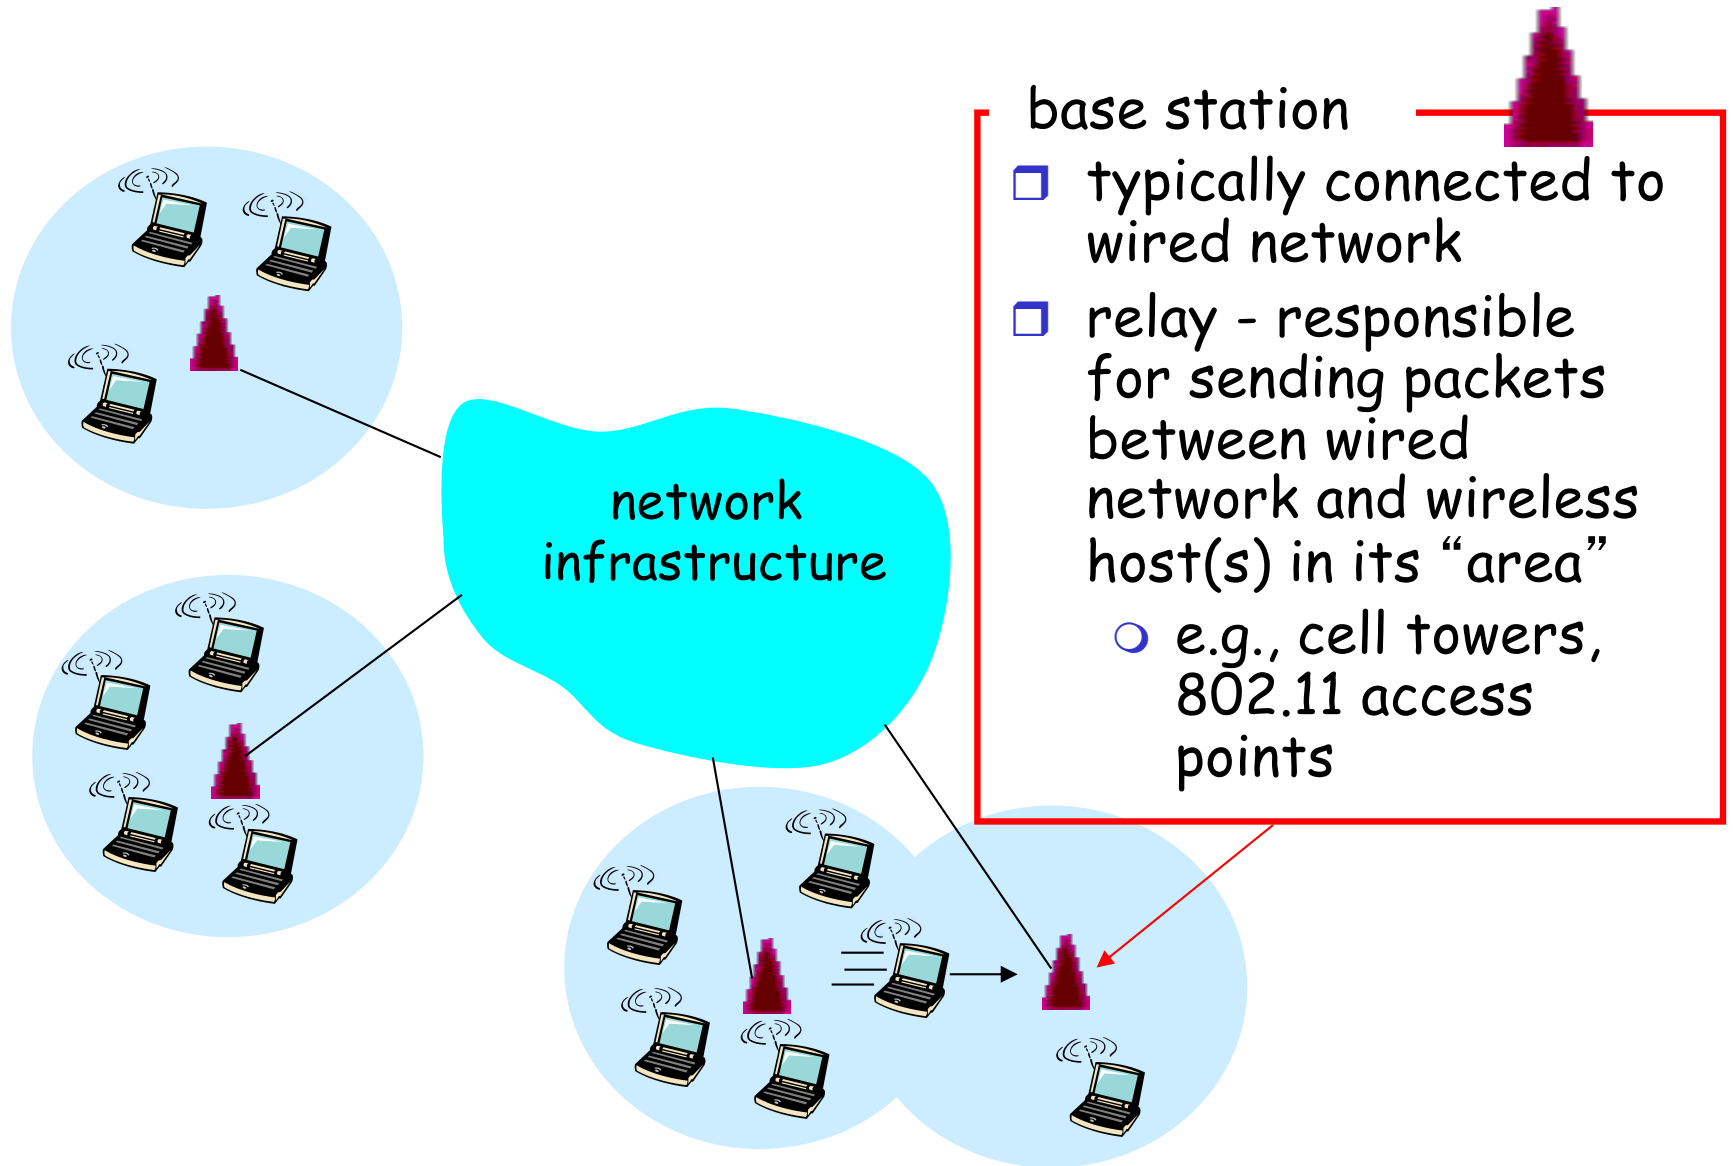 base station
typically connected to
wired network
relay - responsible
for sending packets
between wired
network and wireless
host(s) in its “area”
e.g., cell towers,
802.11 access
points
network
infrastructure